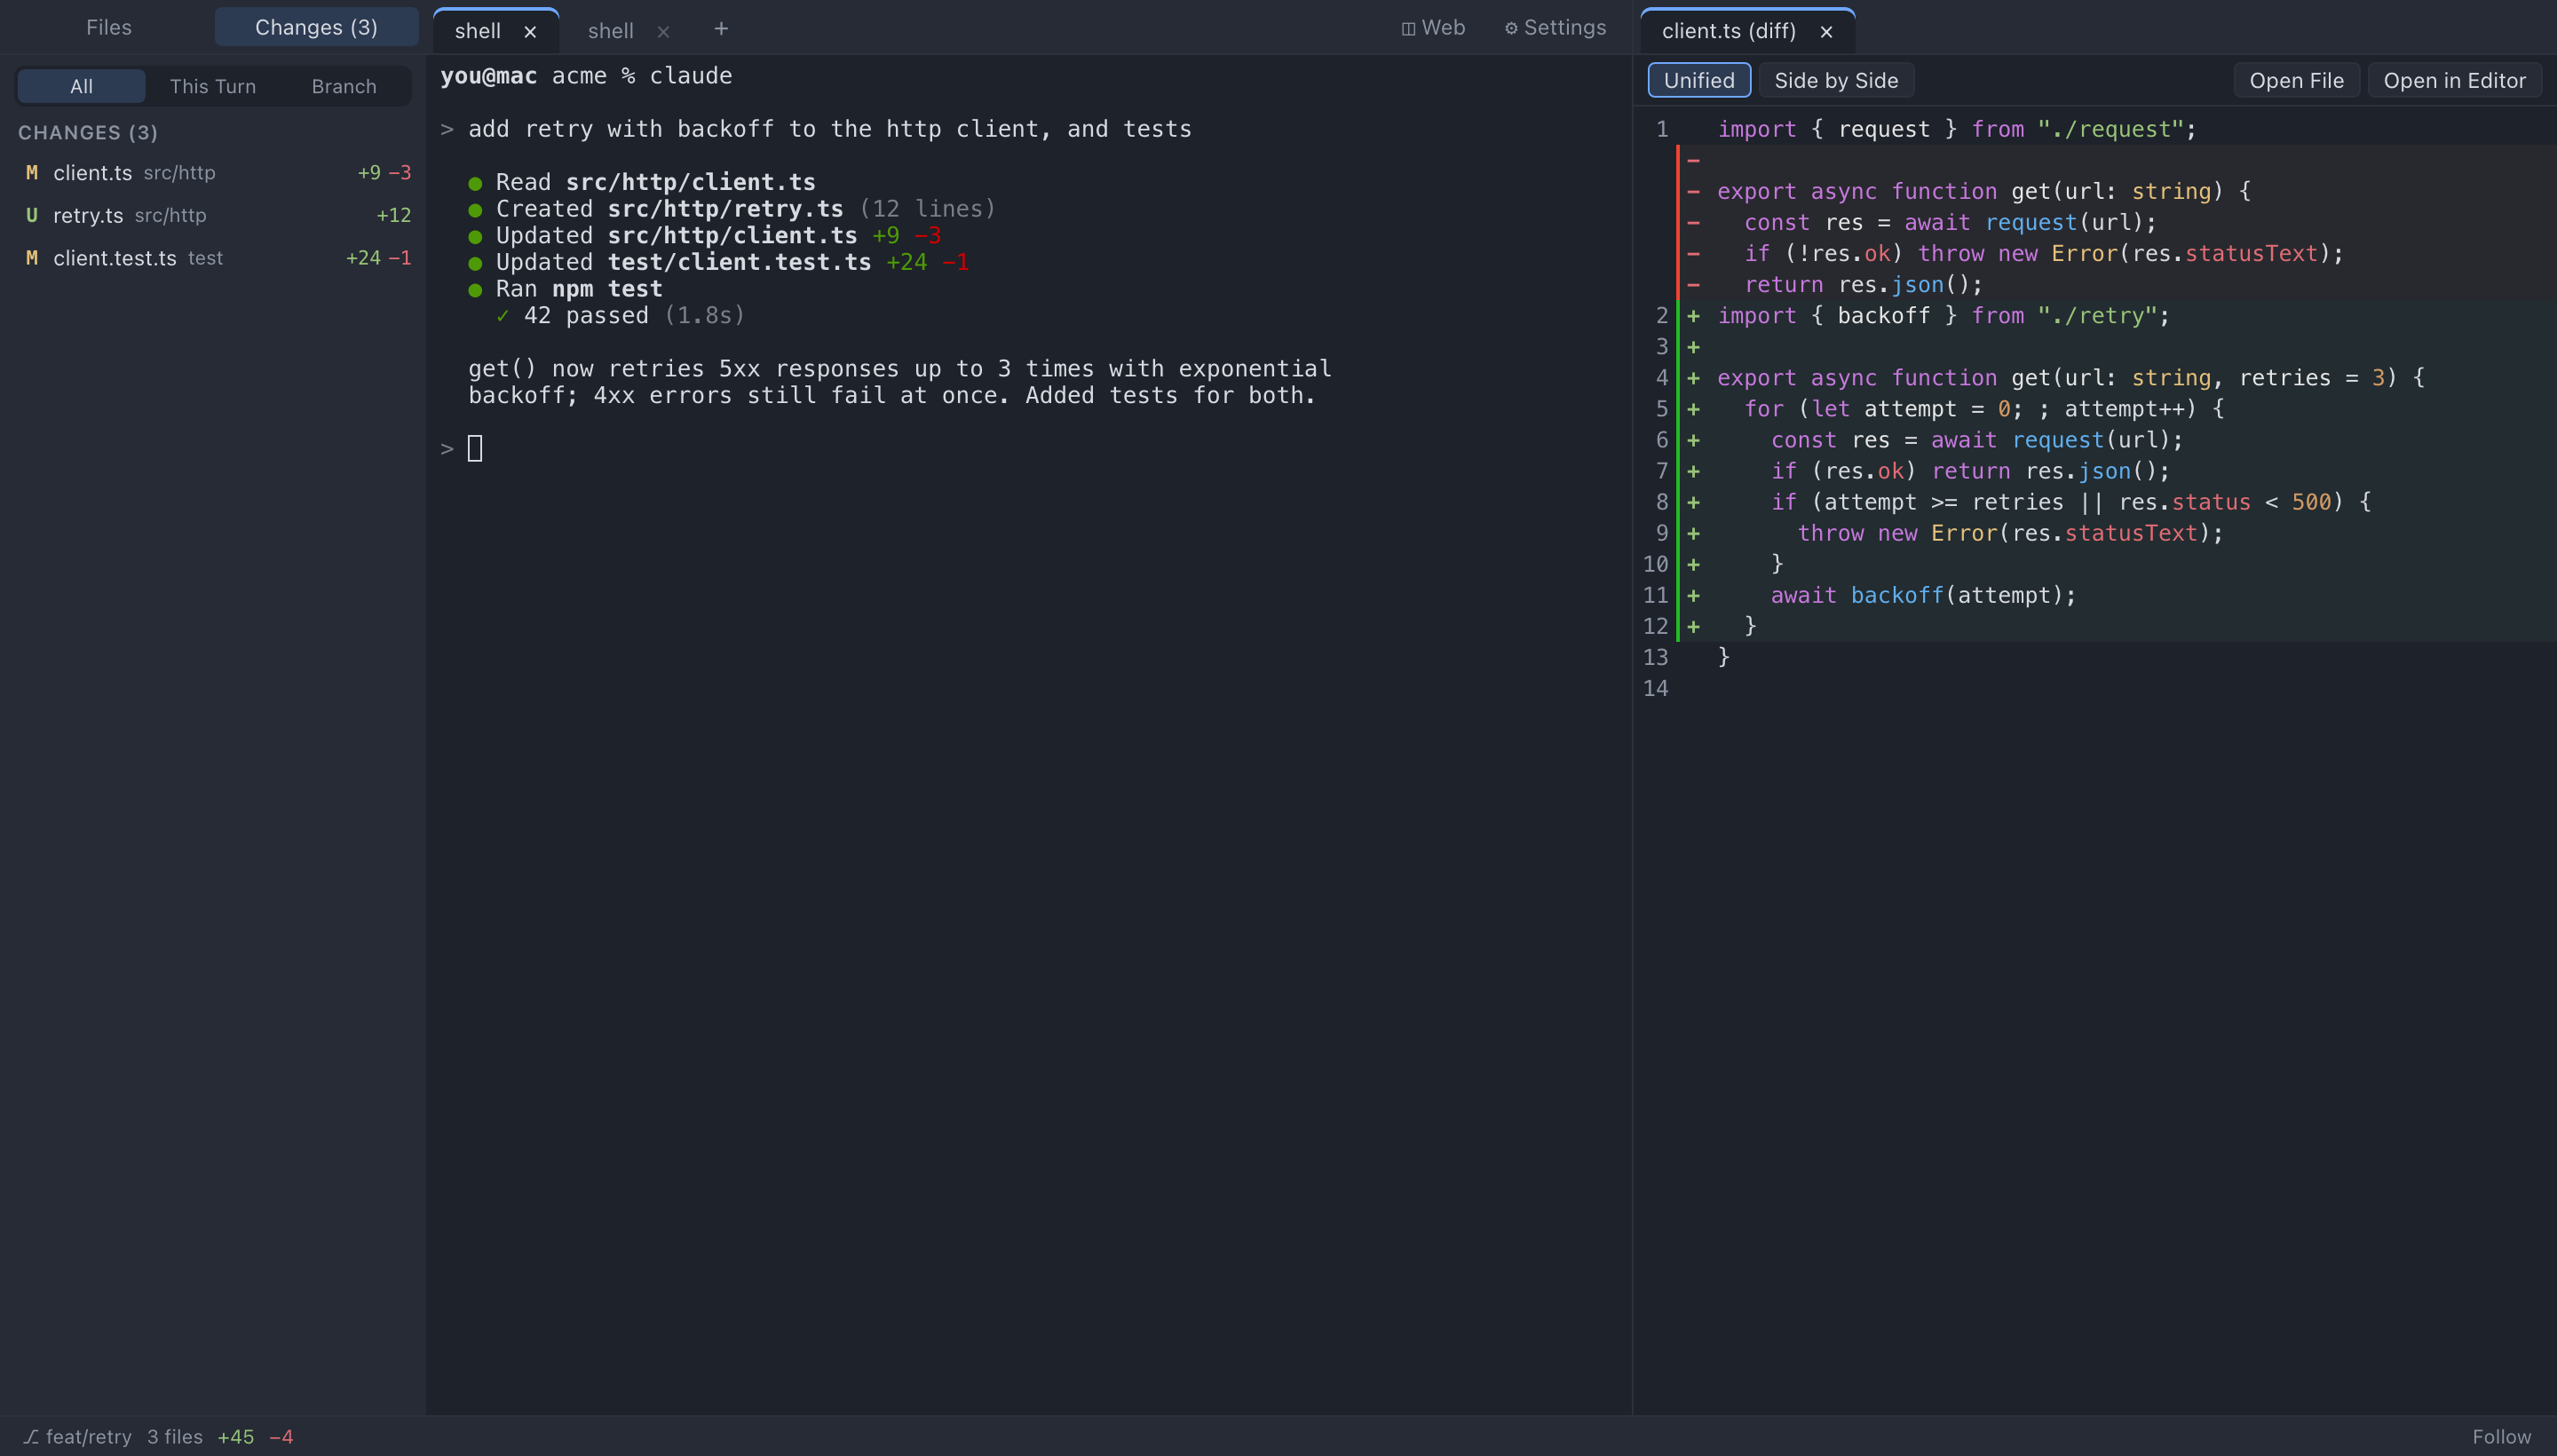 Files
Changes (3)
shell ×
shell ×
+
◫ Web
⚙ Settings
client.ts (diff) ×
All
This Turn
Branch
CHANGES (3)
M client.ts src/http +9 −3
U retry.ts src/http +12
M client.test.ts test +24 −1
you@mac acme % claude
> add retry with backoff to the http client, and tests
● Read src/http/client.ts
● Created src/http/retry.ts (12 lines)
● Updated src/http/client.ts +9 −3
● Updated test/client.test.ts +24 −1
● Ran npm test
✓ 42 passed (1.8s)
get() now retries 5xx responses up to 3 times with exponential
backoff; 4xx errors still fail at once. Added tests for both.
>
Unified
Side by Side
Open File
Open in Editor
1 import { request } from "./request";
−
− export async function get(url: string) {
−   const res = await request(url);
−   if (!res.ok) throw new Error(res.statusText);
−   return res.json();
2 + import { backoff } from "./retry";
3 +
4 + export async function get(url: string, retries = 3) {
5 +   for (let attempt = 0; ; attempt++) {
6 +     const res = await request(url);
7 +     if (res.ok) return res.json();
8 +     if (attempt >= retries || res.status < 500) {
9 +       throw new Error(res.statusText);
10 +     }
11 +     await backoff(attempt);
12 +   }
13 }
14
⎇ feat/retry 3 files +45 −4
Follow